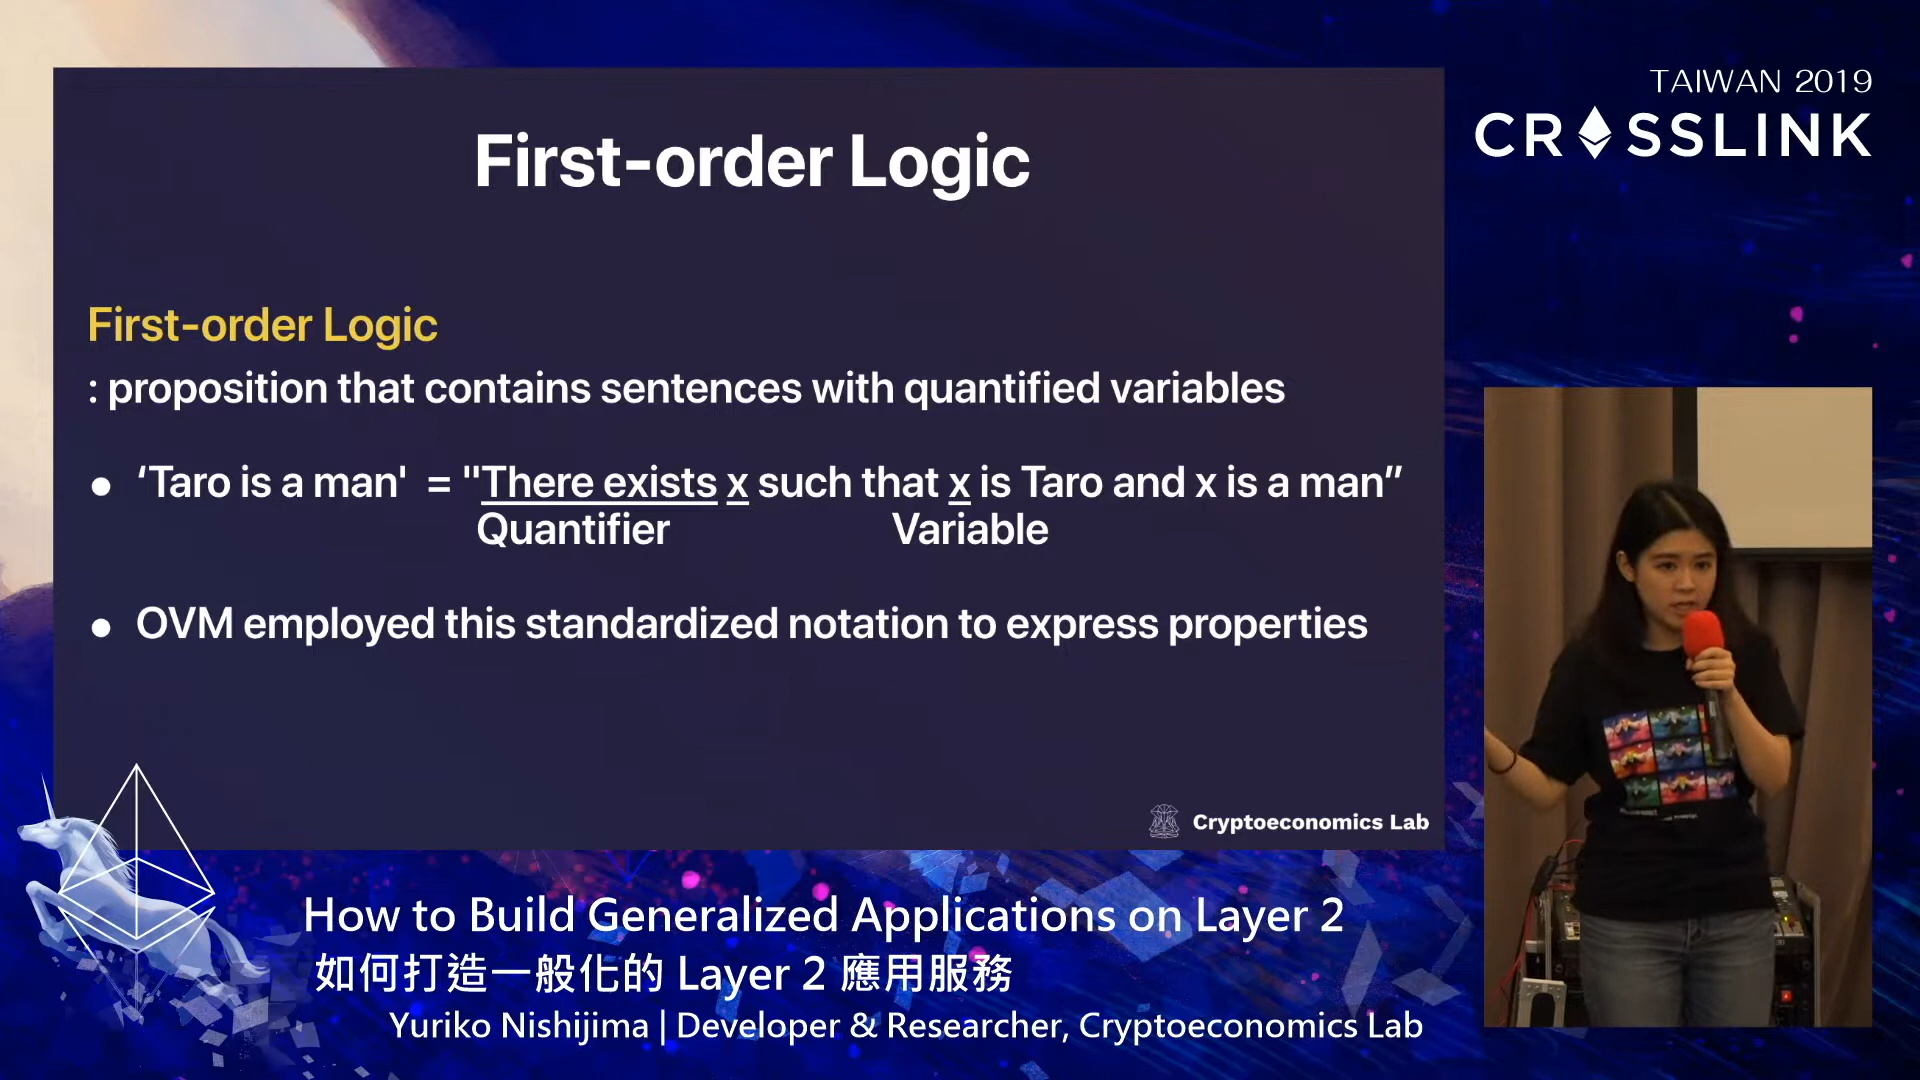 First-order Logic
First-order Logic
: proposition that contains sentences with quantified variables
● ‘Taro is a man' = "There exists x such that x is Taro and x is a man”
Quantifier Variable
● OVM employed this standardized notation to express properties
Cryptoeconomics Lab
TAIWAN 2019
CROSSLINK
How to Build Generalized Applications on Layer 2
如何打造一般化的 Layer 2 應用服務
Yuriko Nishijima | Developer & Researcher, Cryptoeconomics Lab